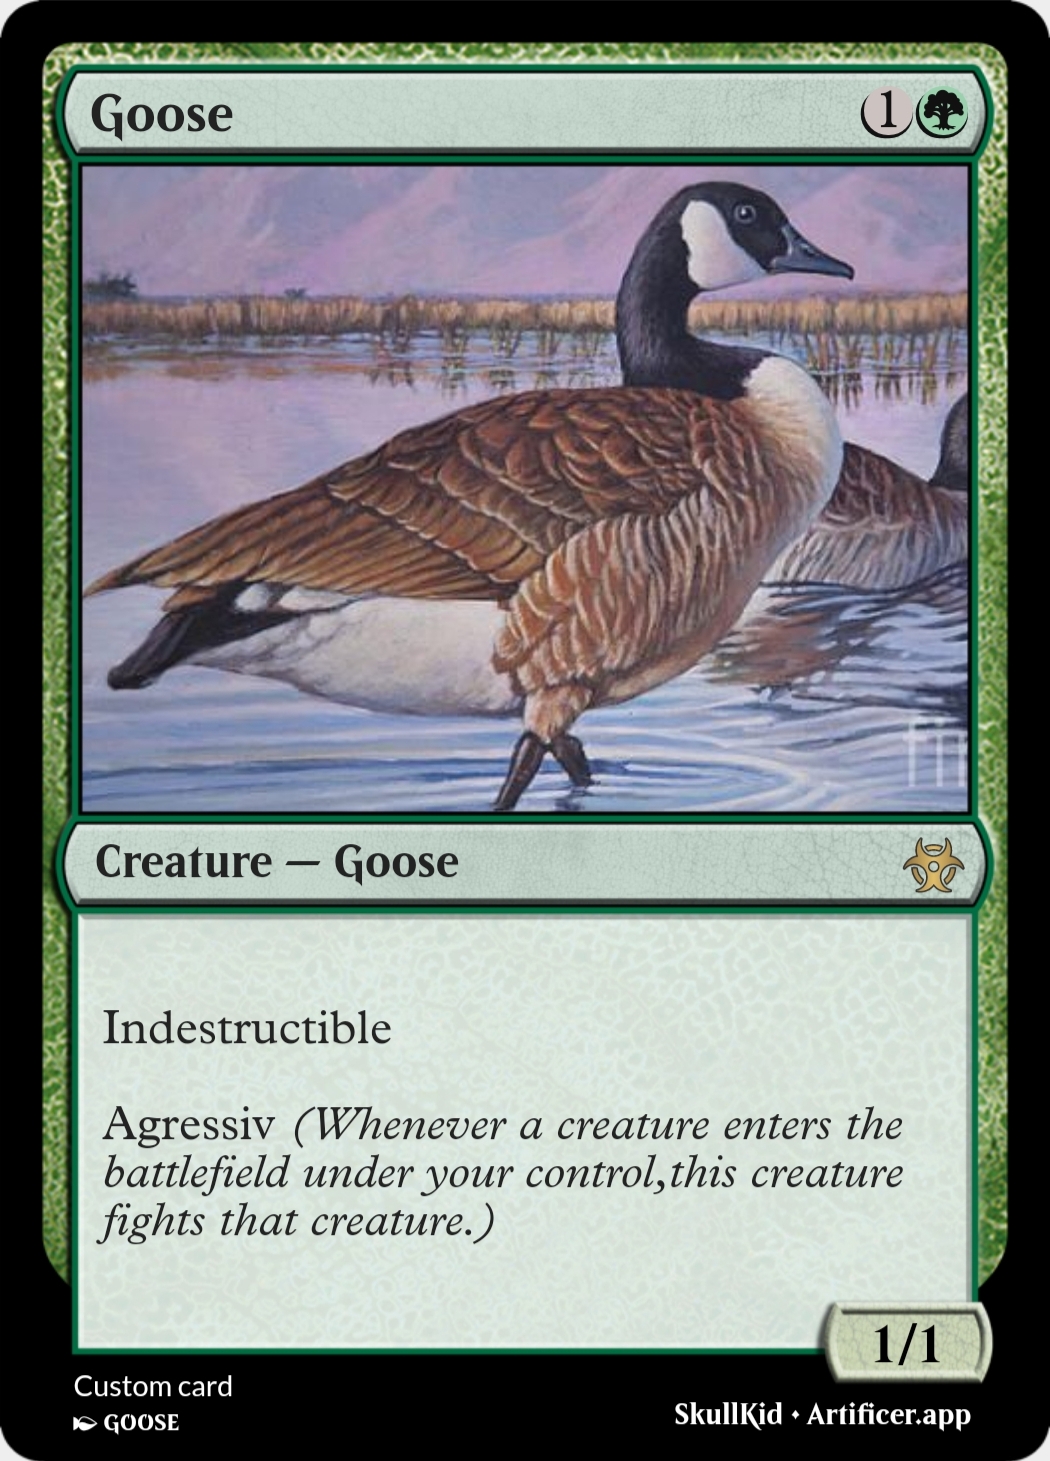 Goose
1
Creature — Goose
Indestructible
Agressiv (Whenever a creature enters the
battlefield under your control,this creature
fights that creature.)
1/1
Custom card
GOOSE
SkullKid • Artificer.app